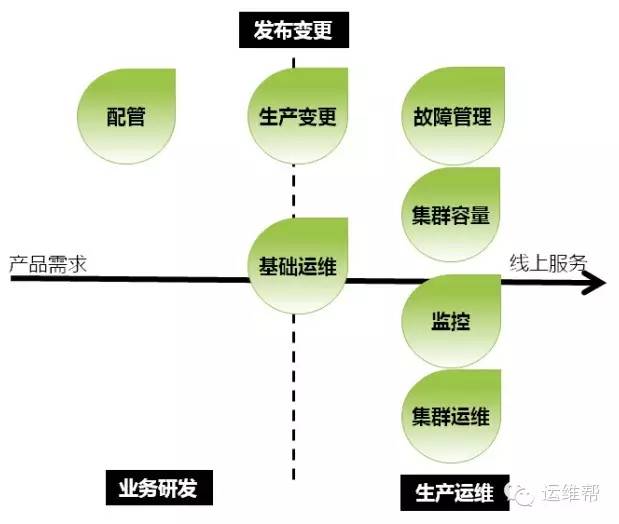 发布变更
配管
生产变更
故障管理
集群容量
产品需求
基础运维
线上服务
监控
集群运维
业务研发
生产运维
运维帮